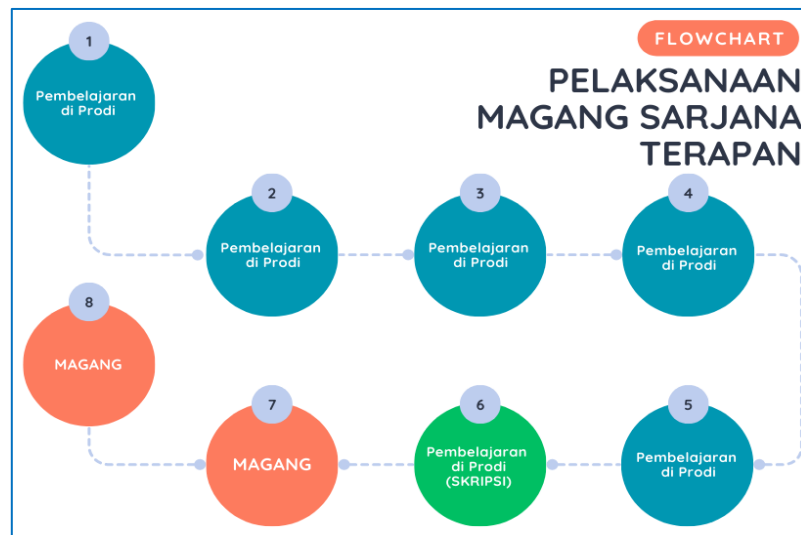 FLOWCHART
PELAKSANAAN
MAGANG SARJANA
TERAPAN
1
Pembelajaran
di Prodi
2
Pembelajaran
di Prodi
3
Pembelajaran
di Prodi
4
Pembelajaran
di Prodi
5
Pembelajaran
di Prodi
6
Pembelajaran
di Prodi
(SKRIPSI)
7
MAGANG
8
MAGANG